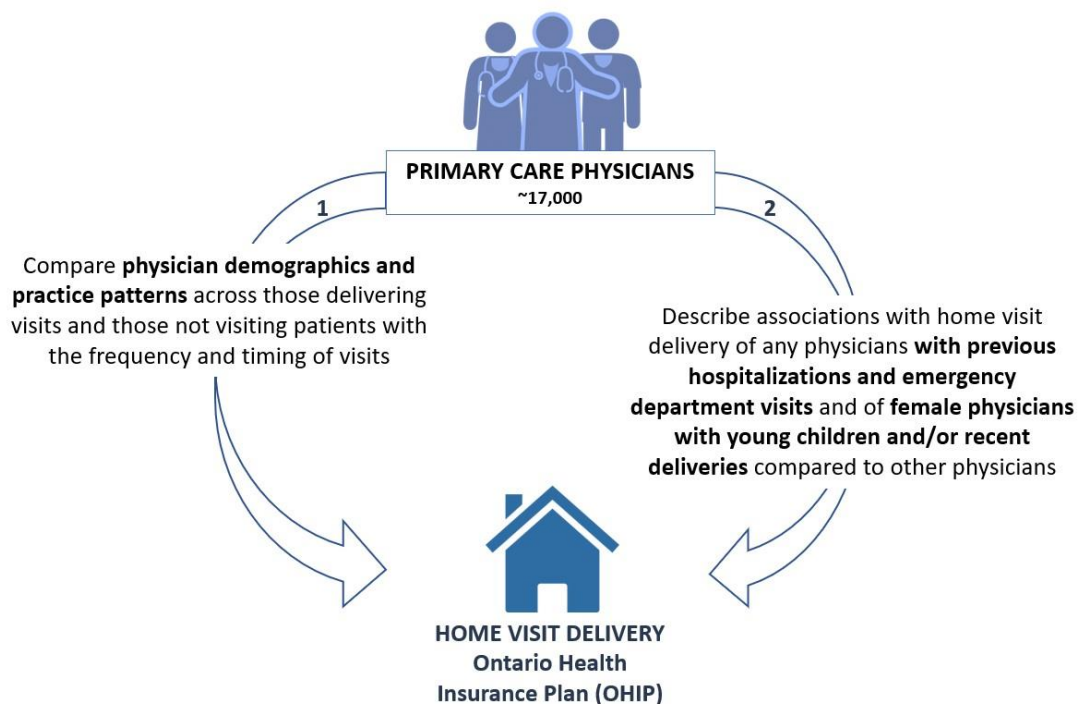 PRIMARY CARE PHYSICIANS
~17,000
1
2
Compare physician demographics and
practice patterns across those delivering
visits and those not visiting patients with
the frequency and timing of visits
Describe associations with home visit
delivery of any physicians with previous
hospitalizations and emergency
department visits and of female physicians
with young children and/or recent
deliveries compared to other physicians
HOME VISIT DELIVERY
Ontario Health
Insurance Plan (OHIP)